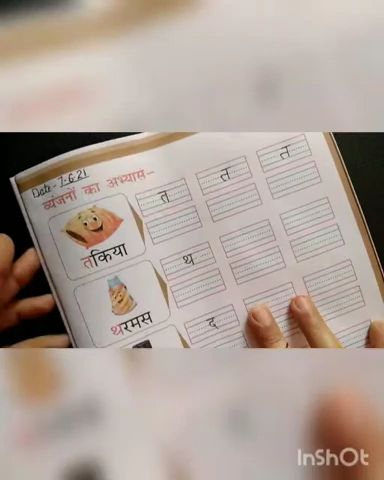 Date - 7-6-21
व्यंजनों का अभ्यास-
तकिया
त त त
थरमस
थ
द
InShOt